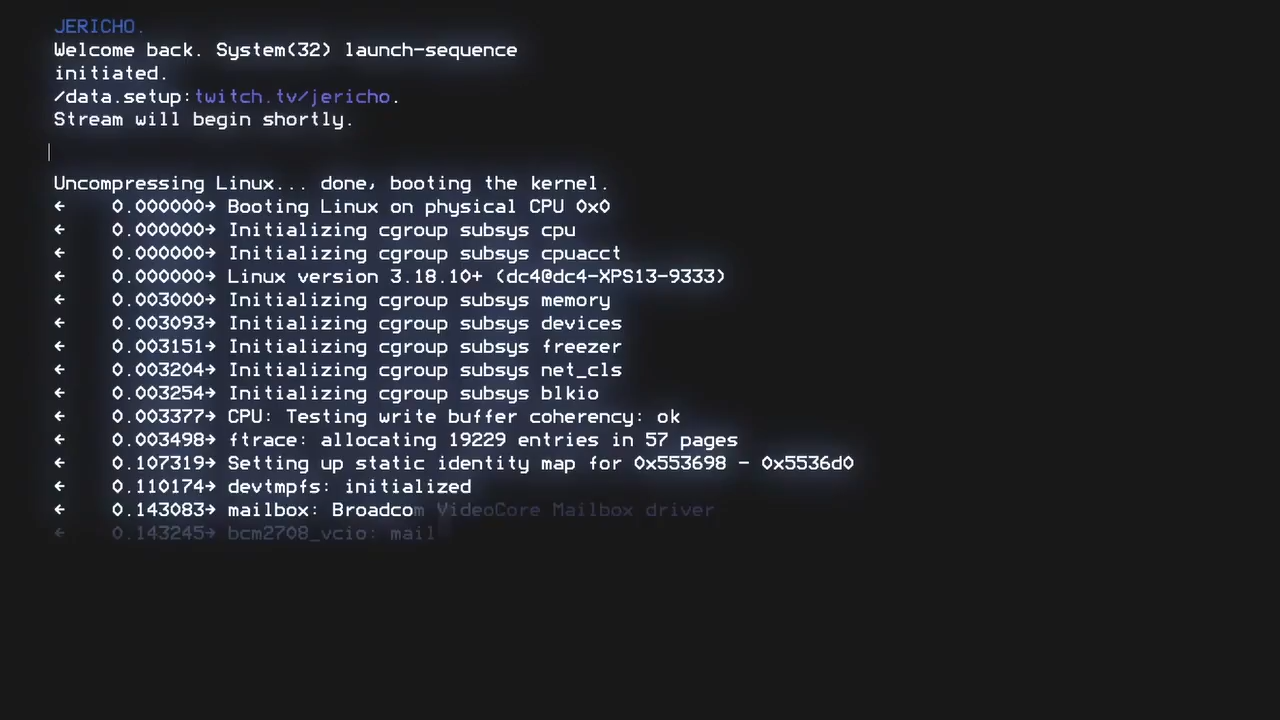 JERICHO.
Welcome back. System(32) launch-sequence
initiated.
/data.setup:twitch.tv/jericho.
Stream will begin shortly.
Uncompressing Linux... done, booting the kernel.
← 0.000000→ Booting Linux on physical CPU 0x0
← 0.000000→ Initializing cgroup subsys cpu
← 0.000000→ Initializing cgroup subsys cpuacct
← 0.000000→ Linux version 3.18.10+ (dc4@dc4-XPS13-9333)
← 0.003000→ Initializing cgroup subsys memory
← 0.003093→ Initializing cgroup subsys devices
← 0.003151→ Initializing cgroup subsys freezer
← 0.003204→ Initializing cgroup subsys net_cls
← 0.003254→ Initializing cgroup subsys blkio
← 0.003377→ CPU: Testing write buffer coherency: ok
← 0.003498→ ftrace: allocating 19229 entries in 57 pages
← 0.107319→ Setting up static identity map for 0x553698 - 0x5536d0
← 0.110174→ devtmpfs: initialized
← 0.143083→ mailbox: Broadcom VideoCore Mailbox driver
← 0.143245→ bcm2708_vcio: mail